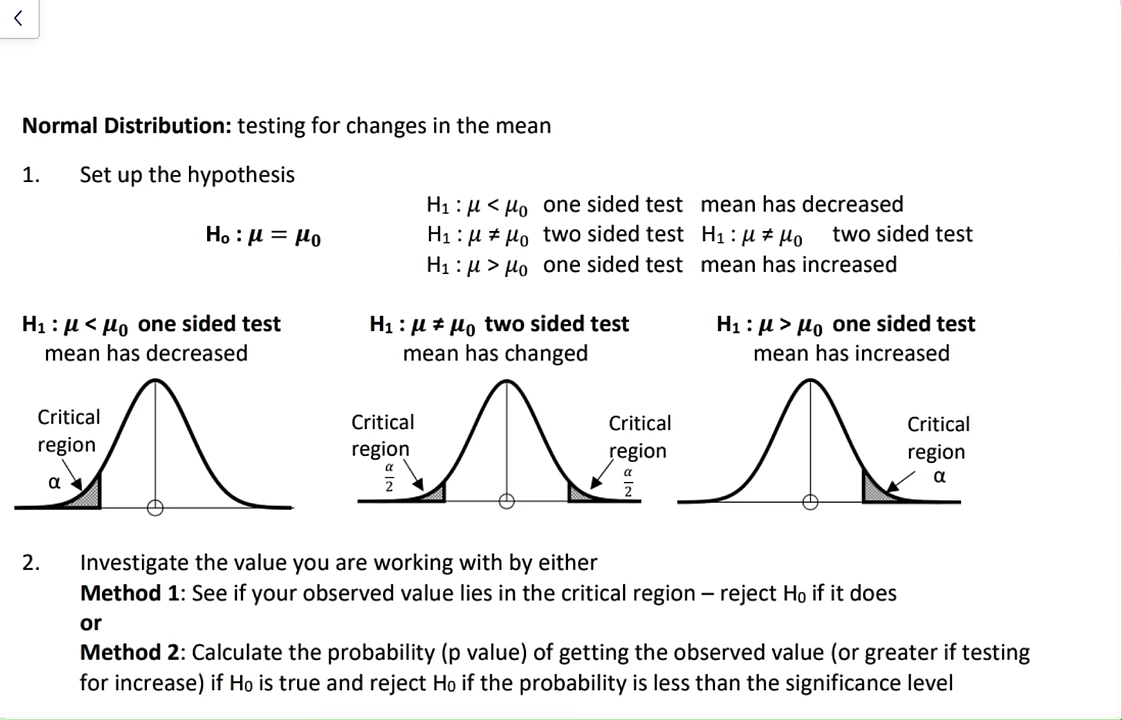 Normal Distribution: testing for changes in the mean
1. Set up the hypothesis
H₁ : μ < μ₀ one sided test mean has decreased
H₀ : μ = μ₀ H₁ : μ ≠ μ₀ two sided test H₁ : μ ≠ μ₀ two sided test
H₁ : μ > μ₀ one sided test mean has increased
H₁ : μ < μ₀ one sided test
mean has decreased
Critical
region
α
H₁ : μ ≠ μ₀ two sided test
mean has changed
Critical
region
α/2
Critical
region
α/2
H₁ : μ > μ₀ one sided test
mean has increased
Critical
region
α
2. Investigate the value you are working with by either
Method 1: See if your observed value lies in the critical region – reject H₀ if it does
or
Method 2: Calculate the probability (p value) of getting the observed value (or greater if testing
for increase) if H₀ is true and reject H₀ if the probability is less than the significance level